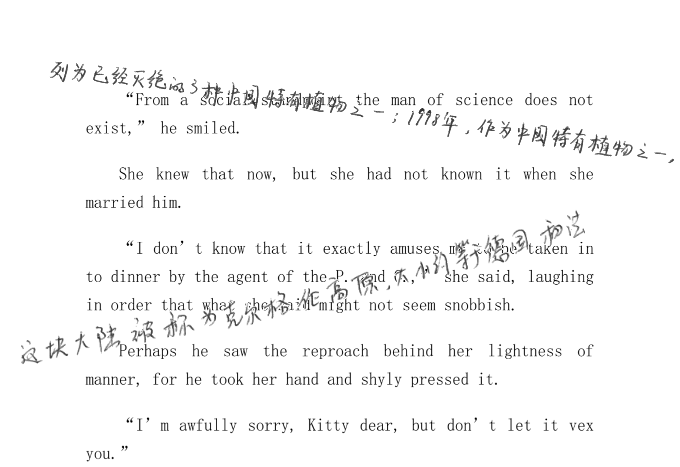 列为已经灭绝的3种中国特有植物之一；1998年，作为中国特有植物之一，
“From a social standpoint the man of science does not
exist,” he smiled.
She knew that now, but she had not known it when she
married him.
“I don’t know that it exactly amuses me to be taken in
to dinner by the agent of the P. and O.,” she said, laughing
in order that what she said might not seem snobbish.
这块大陆被称为克尔格伦高原，大小约等于德国和法
Perhaps he saw the reproach behind her lightness of
manner, for he took her hand and shyly pressed it.
“I’m awfully sorry, Kitty dear, but don’t let it vex
you.”